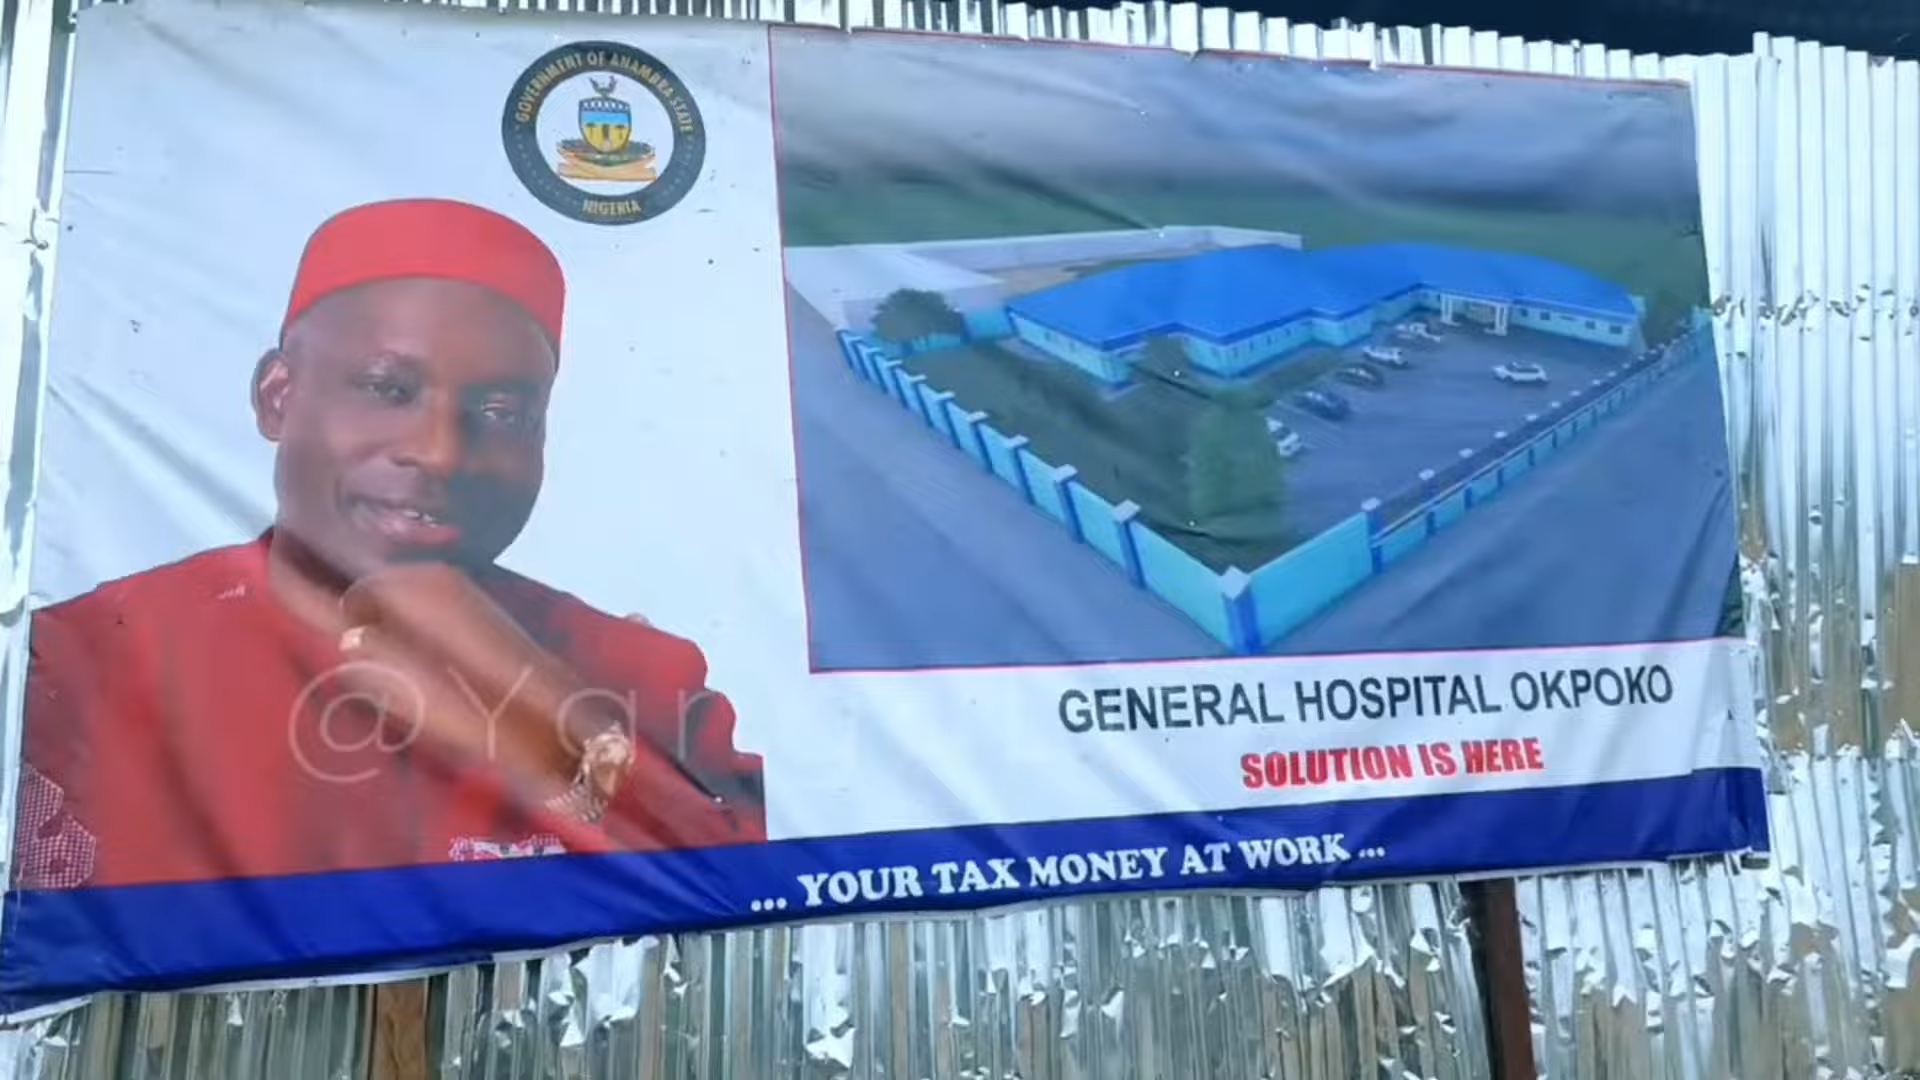 GOVERNMENT OF ANAMBRA STATE
NIGERIA
@Y
GENERAL HOSPITAL OKPOKO
SOLUTION IS HERE
... YOUR TAX MONEY AT WORK ...